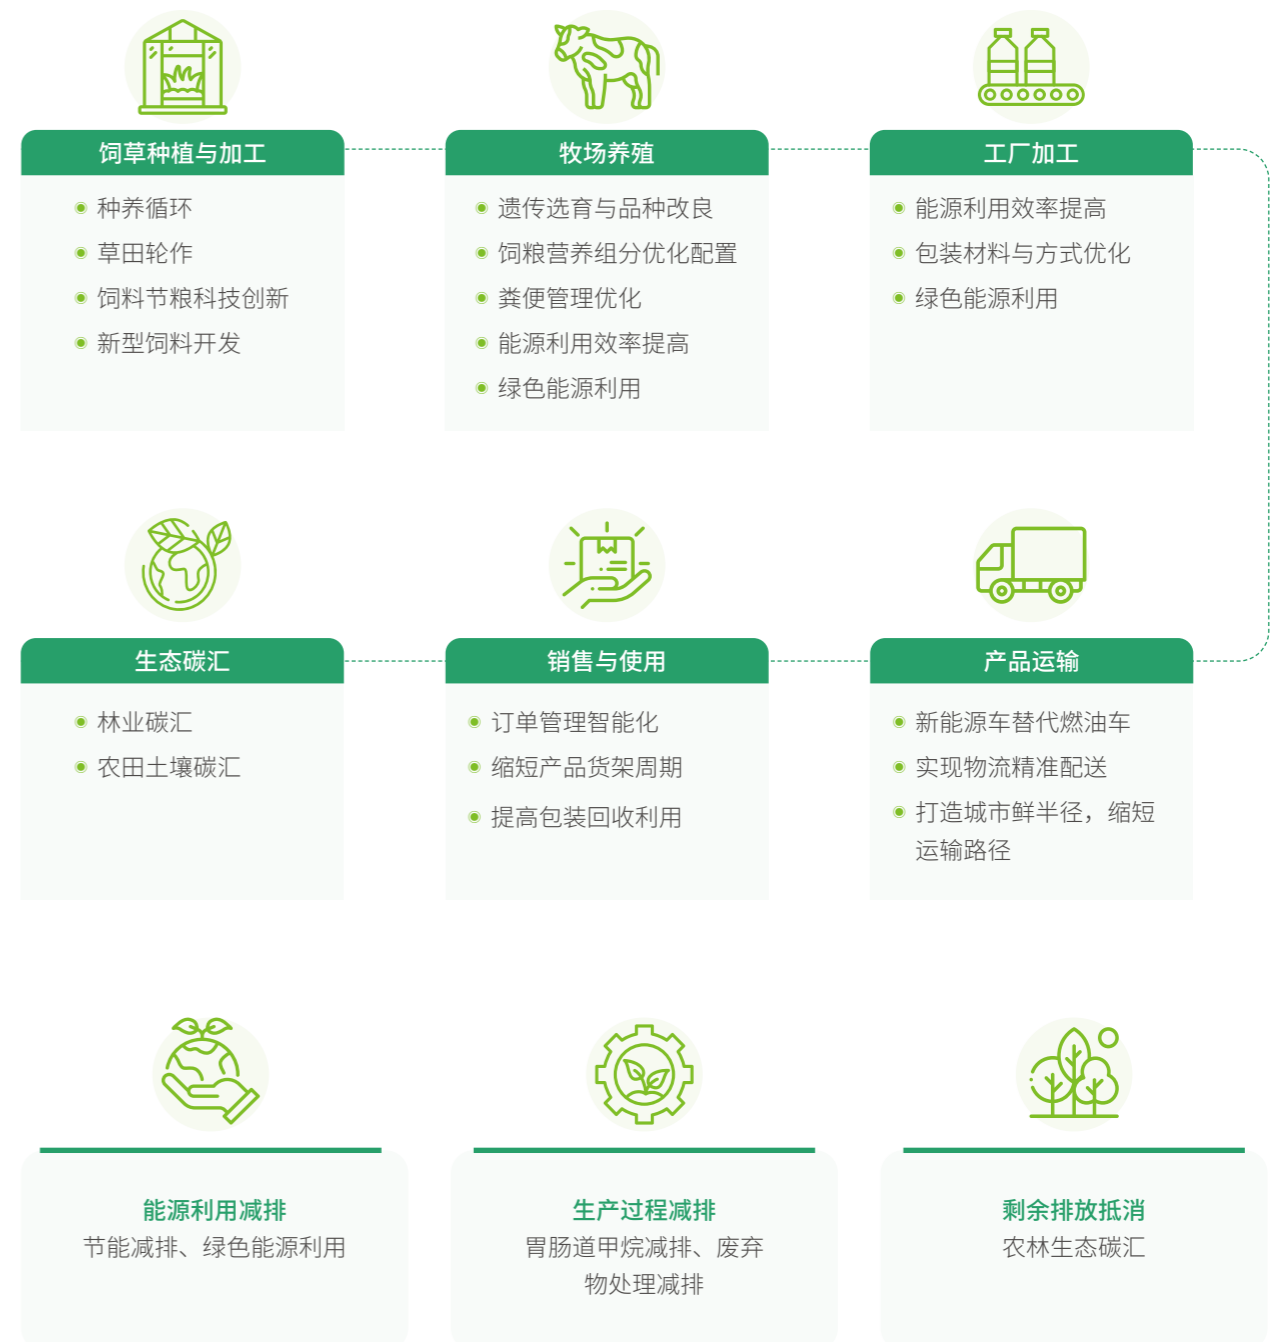 饲草种植与加工
种养循环
草田轮作
饲料节粮科技创新
新型饲料开发
牧场养殖
遗传选育与品种改良
饲粮营养组分优化配置
粪便管理优化
能源利用效率提高
绿色能源利用
工厂加工
能源利用效率提高
包装材料与方式优化
绿色能源利用
生态碳汇
林业碳汇
农田土壤碳汇
销售与使用
订单管理智能化
缩短产品货架周期
提高包装回收利用
产品运输
新能源车替代燃油车
实现物流精准配送
打造城市鲜半径，缩短
运输路径
能源利用减排
节能减排、绿色能源利用
生产过程减排
胃肠道甲烷减排、废弃
物处理减排
剩余排放抵消
农林生态碳汇